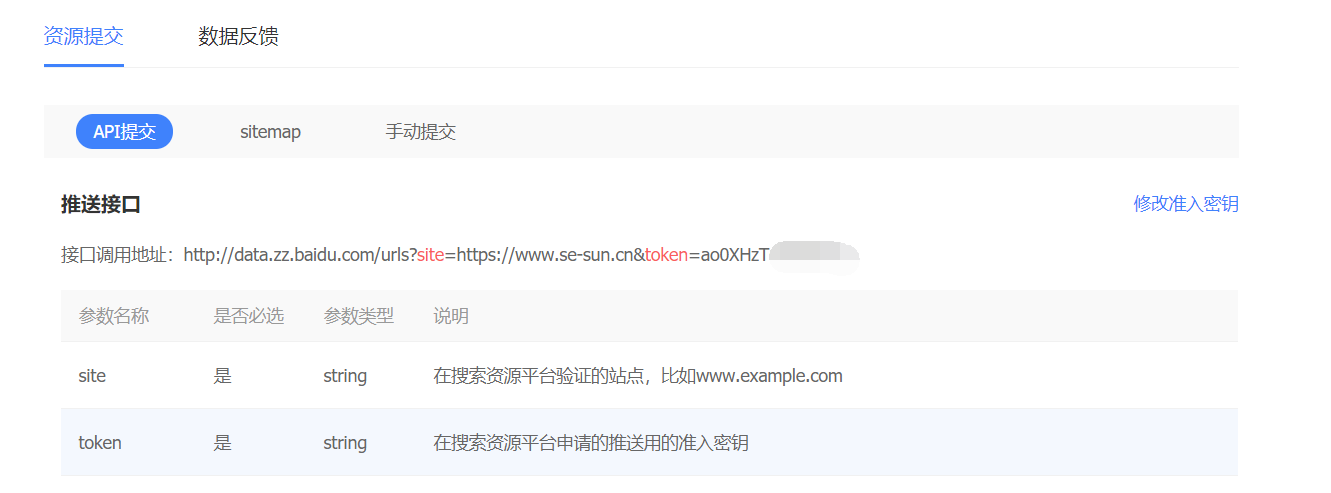 资源提交 数据反馈
API提交 sitemap 手动提交
推送接口 修改准入密钥
接口调用地址：http://data.zz.baidu.com/urls?site=https://www.se-sun.cn&token=ao0XHzT
参数名称 是否必选 参数类型 说明
site 是 string 在搜索资源平台验证的站点，比如www.example.com
token 是 string 在搜索资源平台申请的推送用的准入密钥